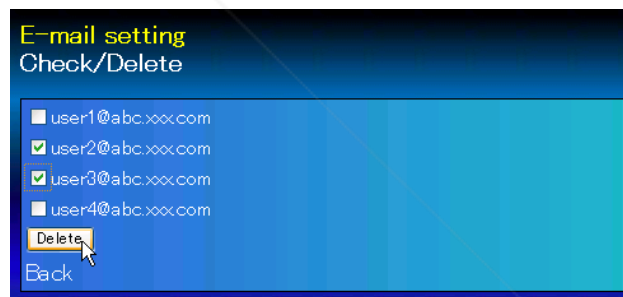 E-mail setting
Check/Delete
user1@abc.xxx.com
user2@abc.xxx.com
user3@abc.xxx.com
user4@abc.xxx.com
Delete
Back